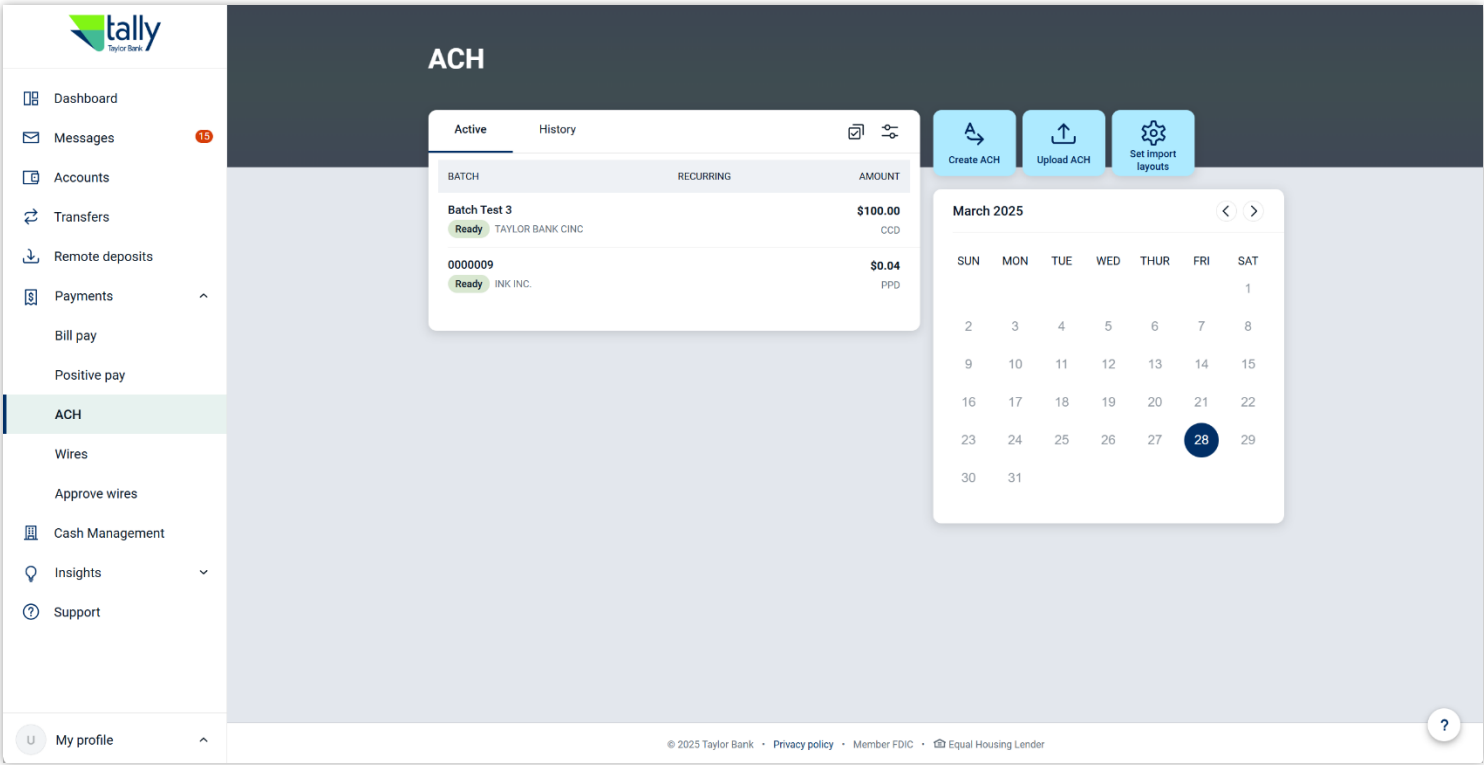 tally
Taylor Bank
Dashboard
Messages 15
Accounts
Transfers
Remote deposits
Payments
Bill pay
Positive pay
ACH
Wires
Approve wires
Cash Management
Insights
Support
U My profile
ACH
Active History
BATCH RECURRING AMOUNT
Batch Test 3 $100.00
Ready TAYLOR BANK CINC CCD
0000009 $0.04
Ready INK INC. PPD
Create ACH
Upload ACH
Set import
layouts
March 2025
SUN MON TUE WED THUR FRI SAT
1
2 3 4 5 6 7 8
9 10 11 12 13 14 15
16 17 18 19 20 21 22
23 24 25 26 27 28 29
30 31
?
© 2025 Taylor Bank • Privacy policy • Member FDIC • Equal Housing Lender